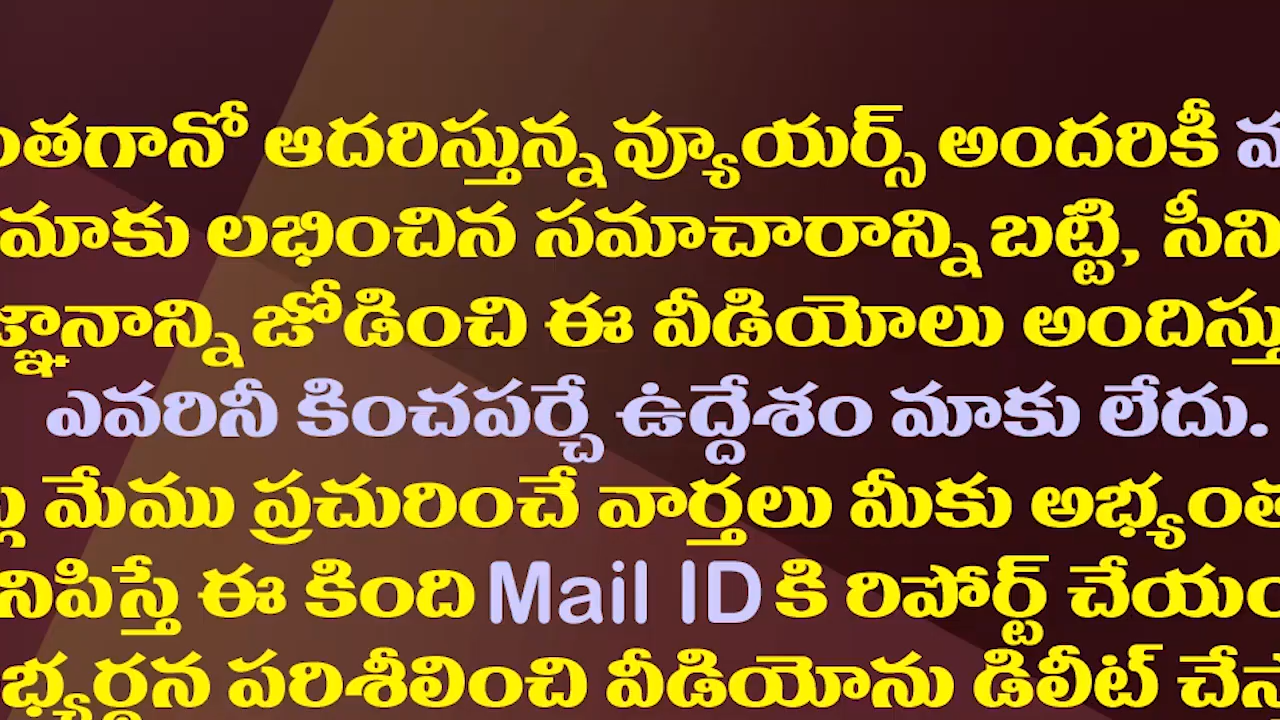 ంతగానో ఆదరిస్తున్న వ్యూయర్స్ అందరికీ
మాకు లభించిన సమాచారాన్ని బట్టి, సీని
జ్ఞానాన్ని జోడించి ఈ వీడియోలు అందిస్తు
ఎవరినీ కించపర్చే ఉద్దేశం మాకు లేదు.
మేము ప్రచురించే వార్తలు మీకు అభ్యంత
నిపిస్తే ఈ కింది Mail ID కి రిపోర్ట్ చేయం
భ్యర్థన పరిశీలించి వీడియోను డిలీట్ చేస